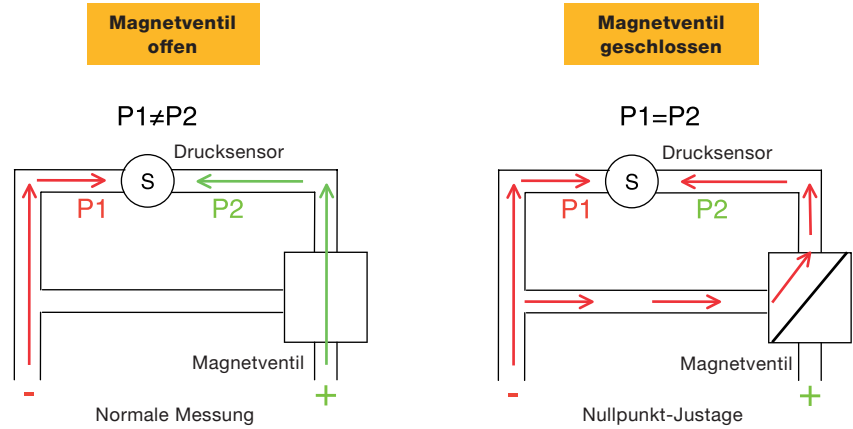 Magnetventil
offen
P1≠P2
Drucksensor
S
P1
P2
Magnetventil
-
+
Normale Messung
Magnetventil
geschlossen
P1=P2
Drucksensor
S
P1
P2
Magnetventil
-
+
Nullpunkt-Justage